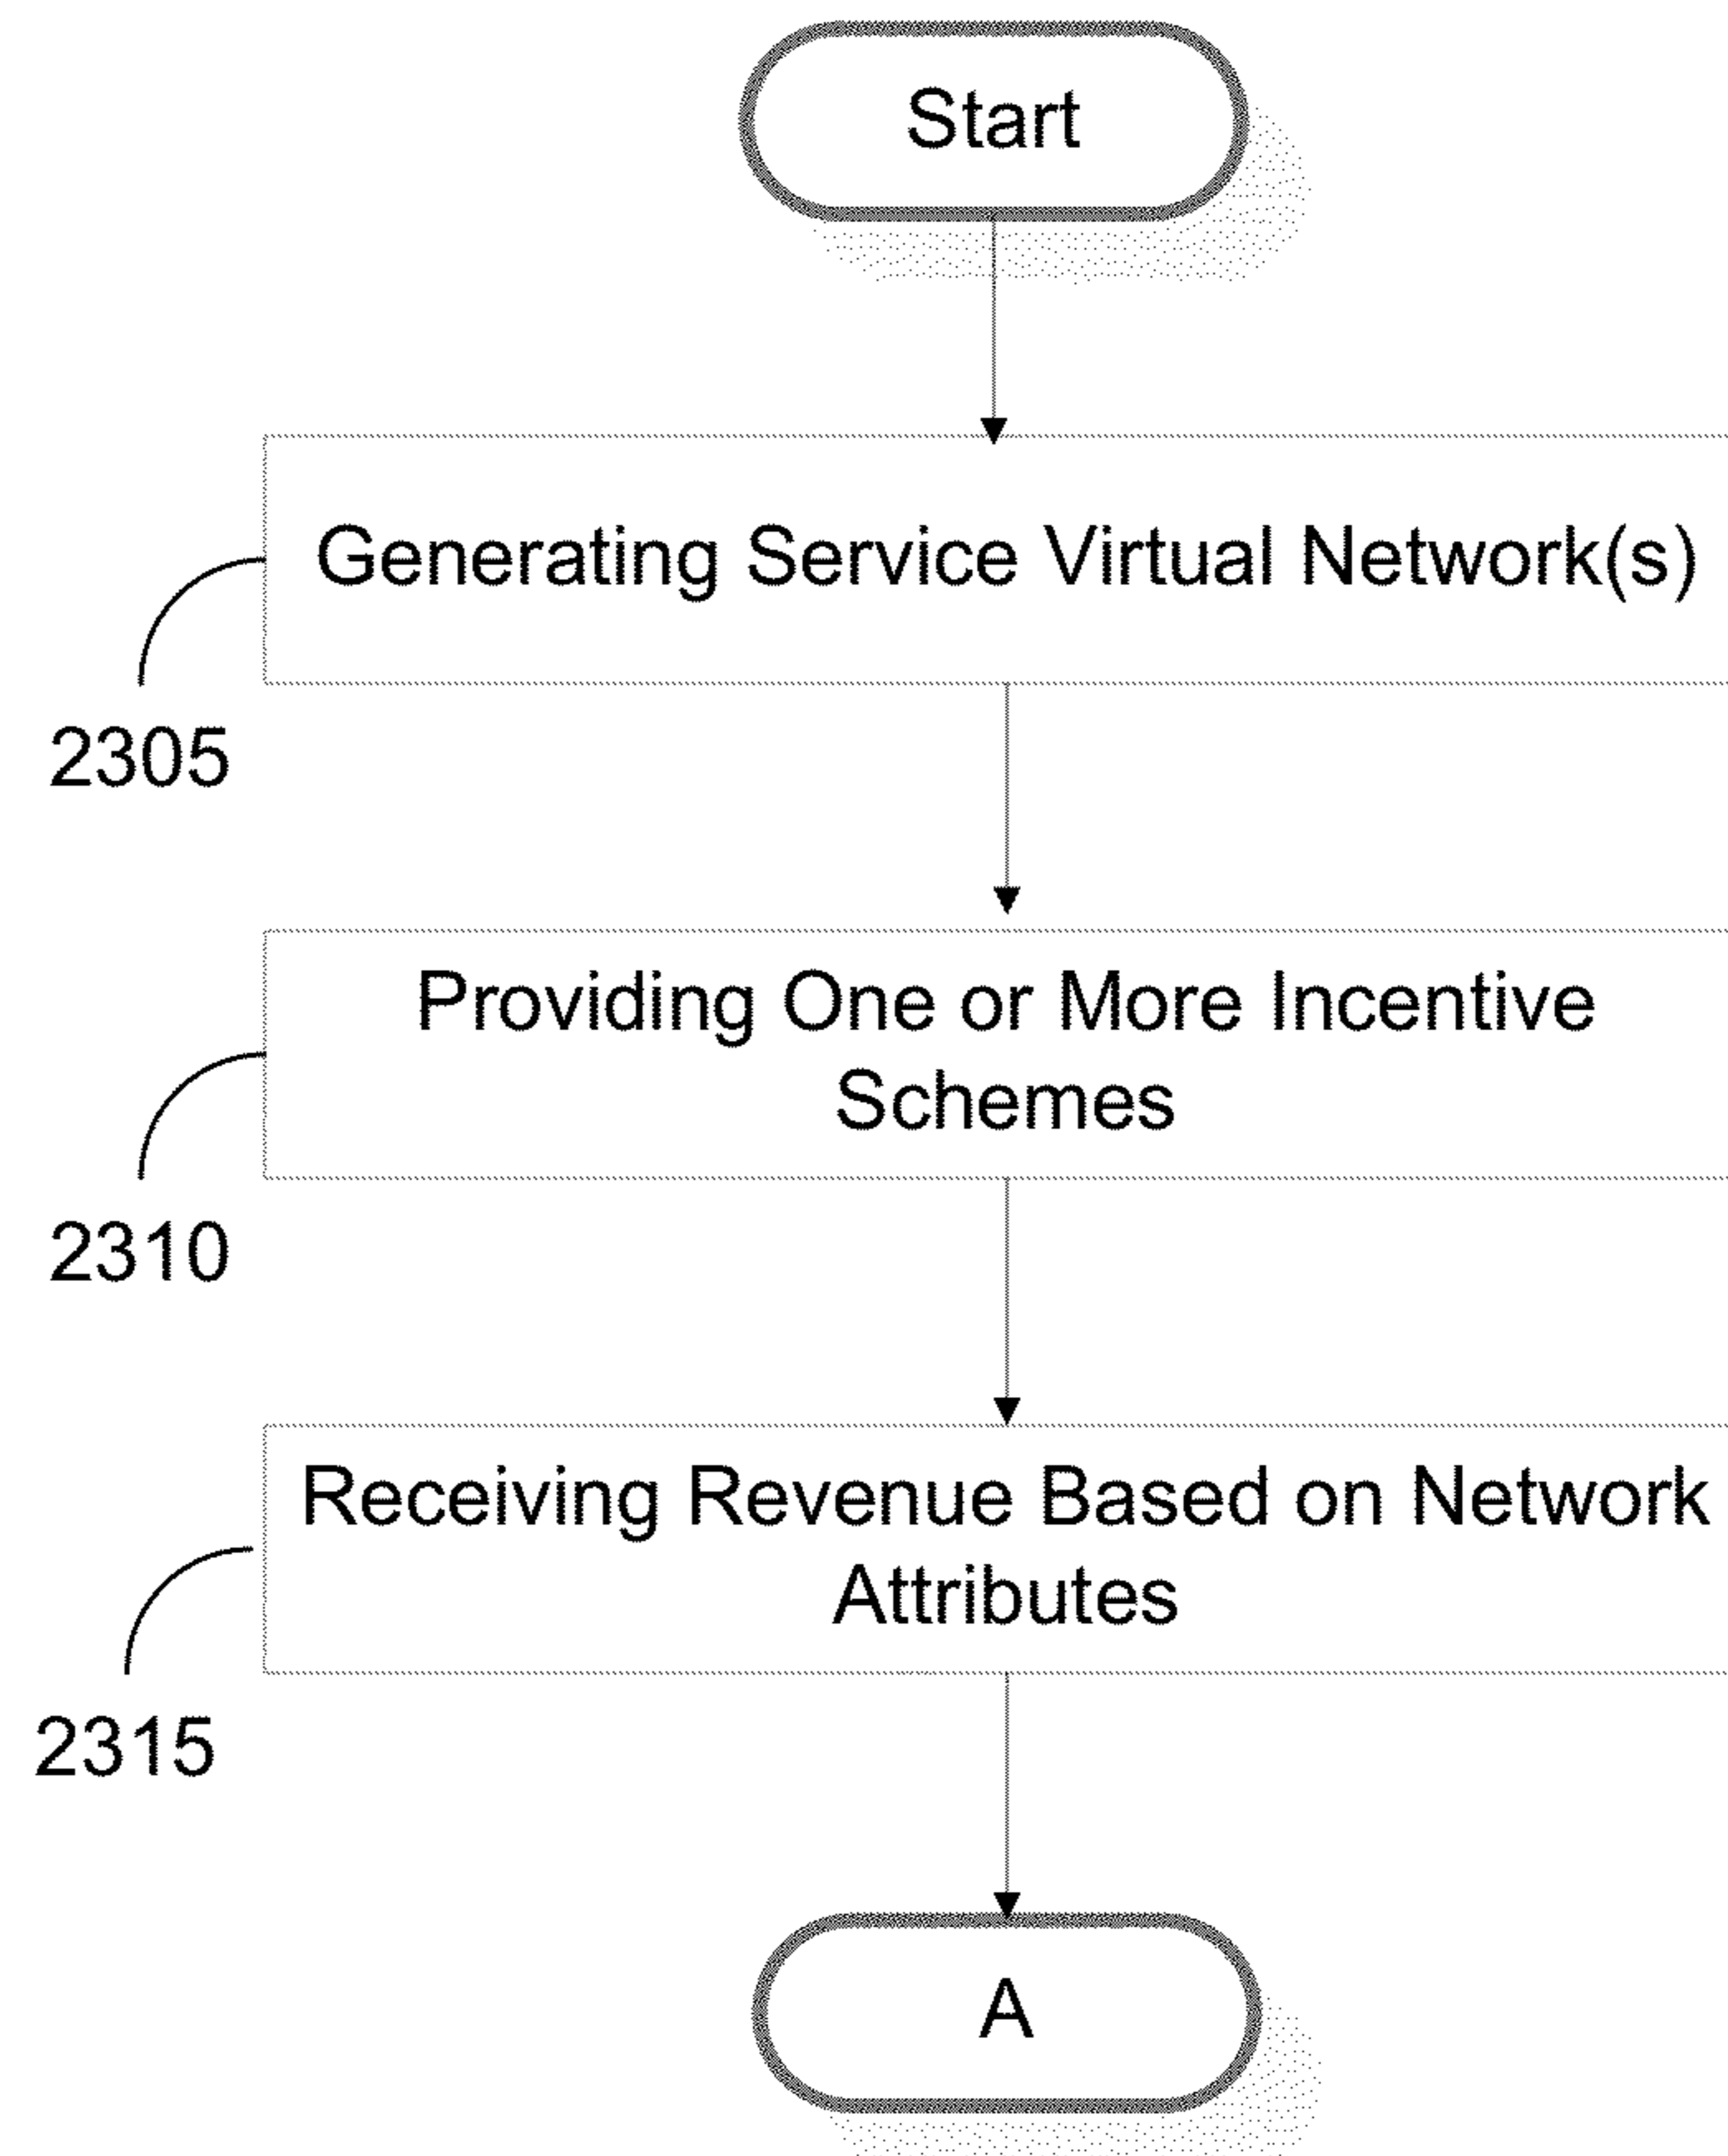 Start
Generating Service Virtual Network(s)
2305
Providing One or More Incentive
Schemes
2310
Receiving Revenue Based on Network
Attributes
2315
A